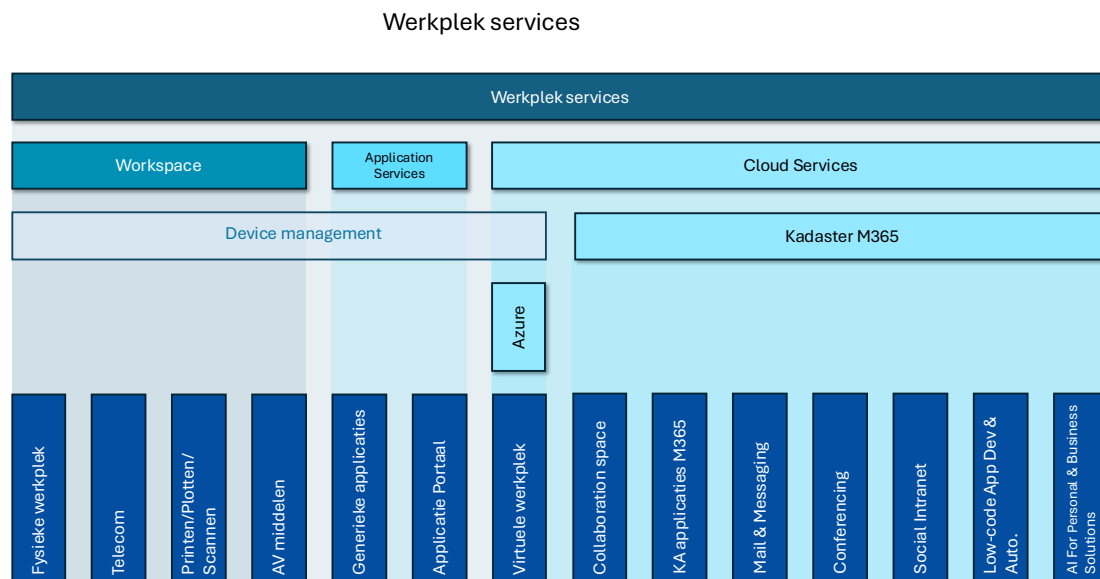 Werkplek services
Werkplek services
Workspace
Application
Services
Cloud Services
Device management
Kadaster M365
Azure
Fysieke werkplek
Telecom
Printen/Plotten/
Scannen
AV middelen
Generieke applicaties
Applicatie Portaal
Virtuele werkplek
Collaboration space
KA applicaties M365
Mail & Messaging
Conferencing
Social Intranet
Low-code App Dev &
Auto.
AI For Personal & Business
Solutions